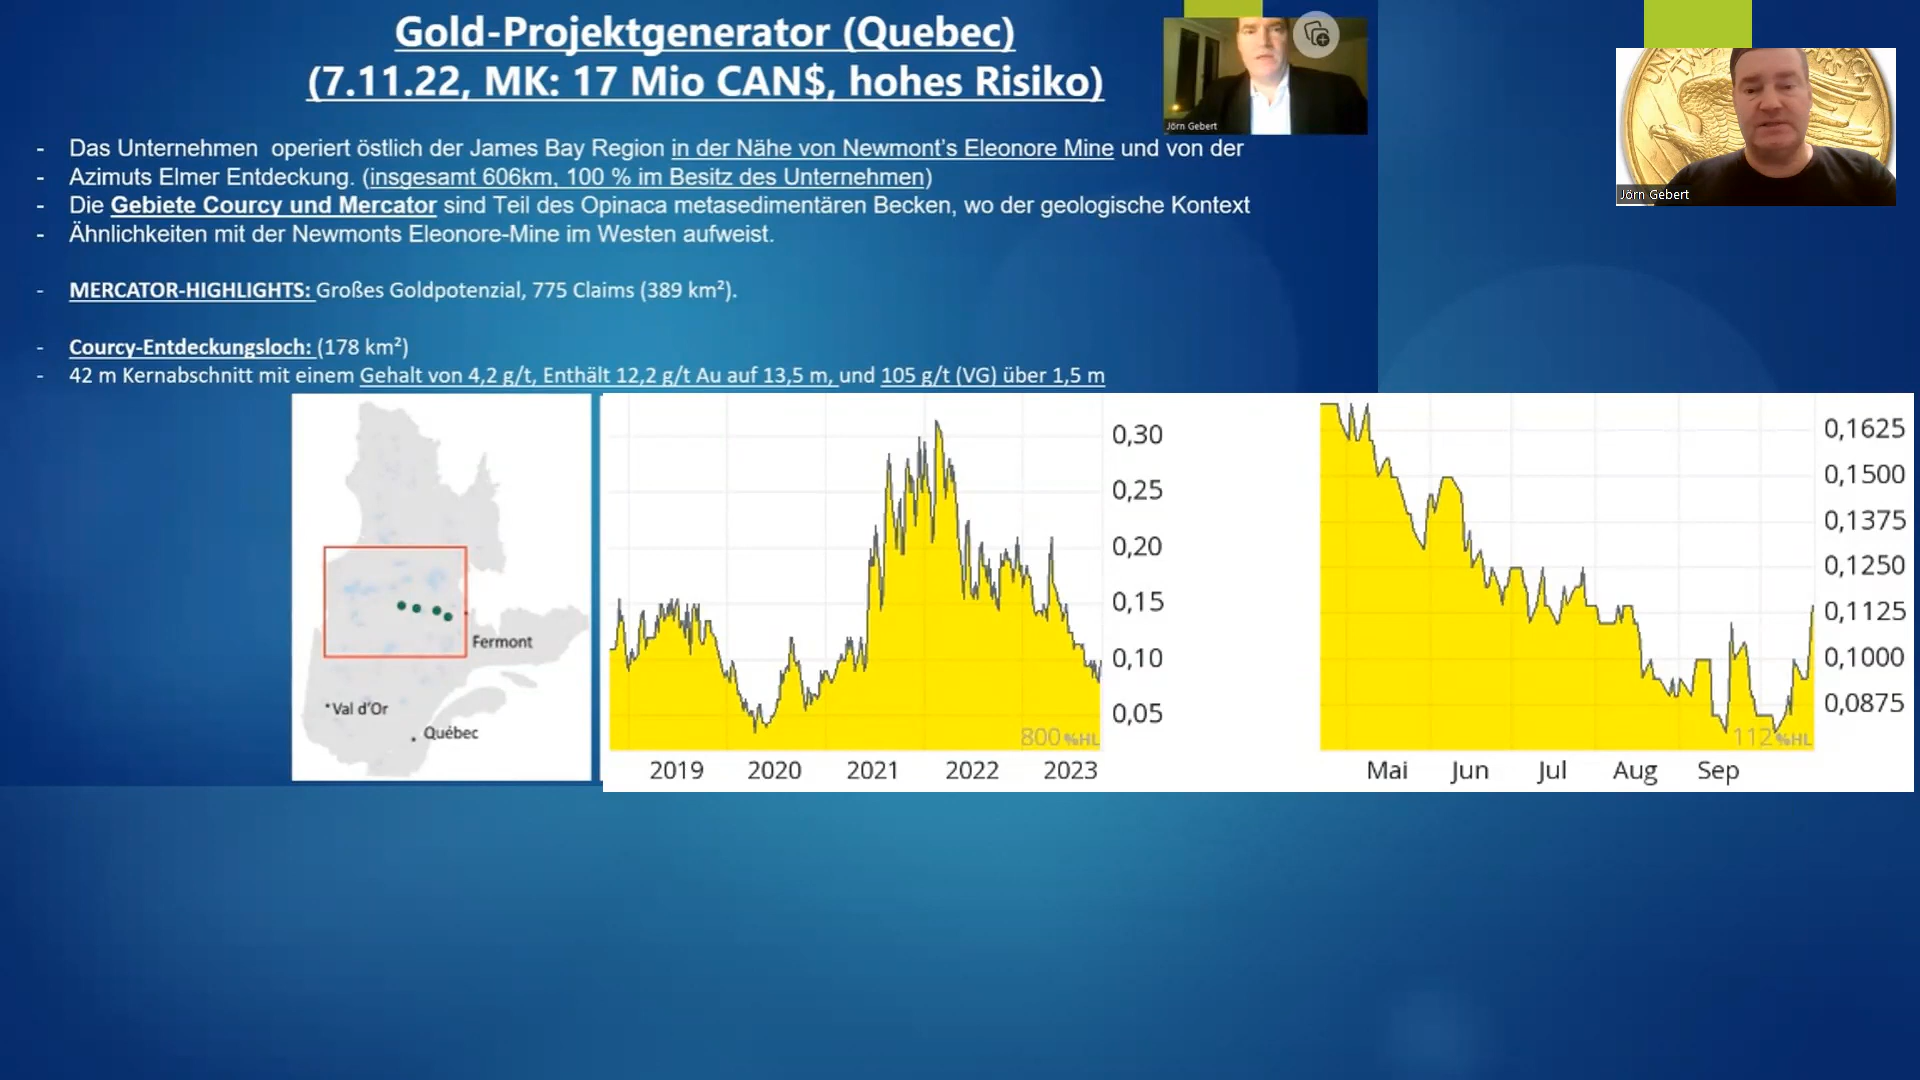 Gold-Projektgenerator (Quebec)
(7.11.22, MK: 17 Mio CAN$, hohes Risiko)
Jörn Gebert
Jörn Gebert
- Das Unternehmen operiert östlich der James Bay Region in der Nähe von Newmont's Eleonore Mine und von der
- Azimuts Elmer Entdeckung. (insgesamt 606km, 100 % im Besitz des Unternehmen)
- Die Gebiete Courcy und Mercator sind Teil des Opinaca metasedimentären Becken, wo der geologische Kontext
- Ähnlichkeiten mit der Newmonts Eleonore-Mine im Westen aufweist.
- MERCATOR-HIGHLIGHTS: Großes Goldpotenzial, 775 Claims (389 km²).
- Courcy-Entdeckungsloch: (178 km²)
- 42 m Kernabschnitt mit einem Gehalt von 4,2 g/t, Enthält 12,2 g/t Au auf 13,5 m, und 105 g/t (VG) über 1,5 m
Fermont
Val d'Or
Québec
0,30
0,25
0,20
0,15
0,10
0,05
800 %HL
2019 2020 2021 2022 2023
0,1625
0,1500
0,1375
0,1250
0,1125
0,1000
0,0875
112 %HL
Mai Jun Jul Aug Sep